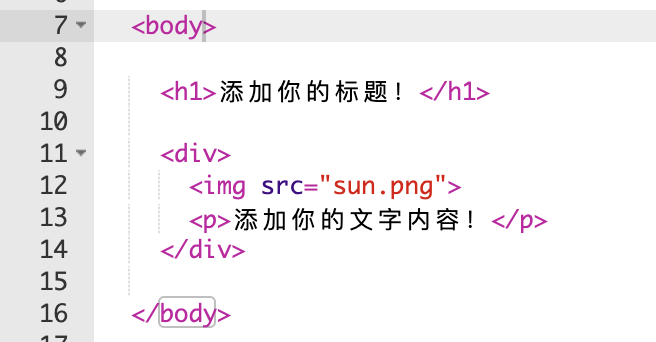 7 <body>
8
9 <h1>添加你的标题！</h1>
10
11 <div>
12 <img src="sun.png">
13 <p>添加你的文字内容！</p>
14 </div>
15
16 </body>